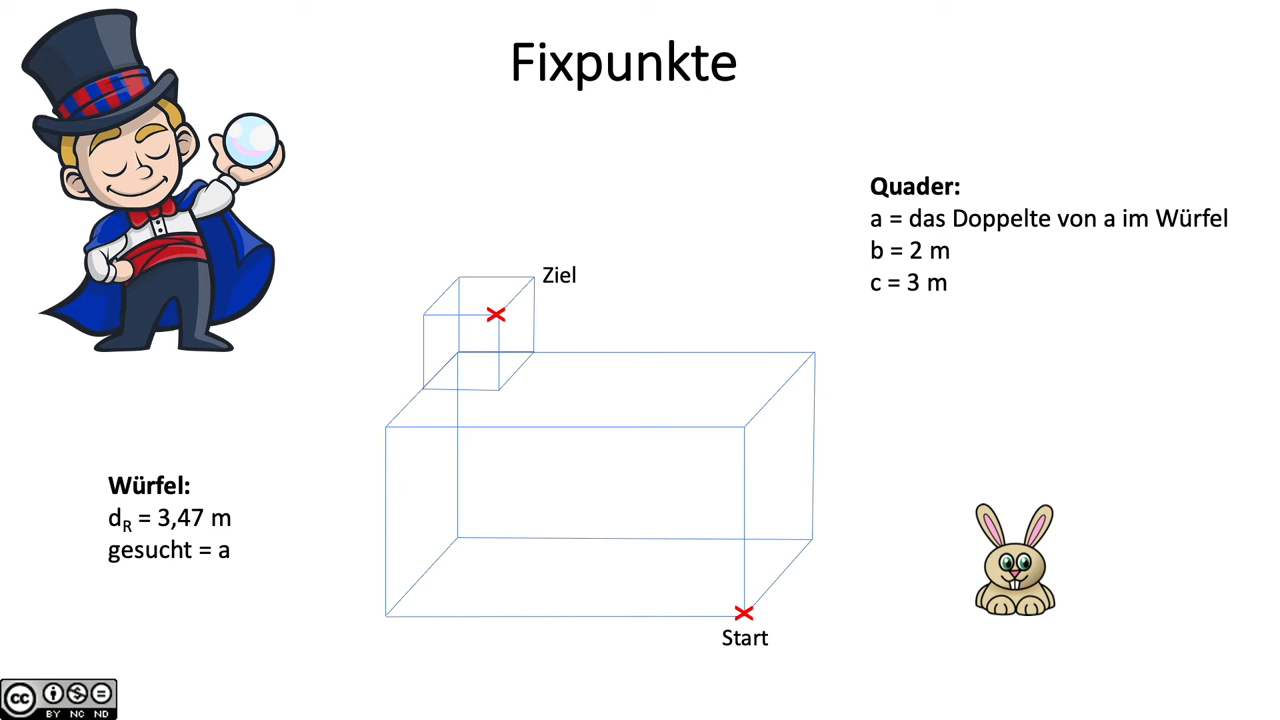 Fixpunkte
Quader:
a = das Doppelte von a im Würfel
b = 2 m
c = 3 m
Ziel
Würfel:
dR = 3,47 m
gesucht = a
Start
cc
BY NC ND